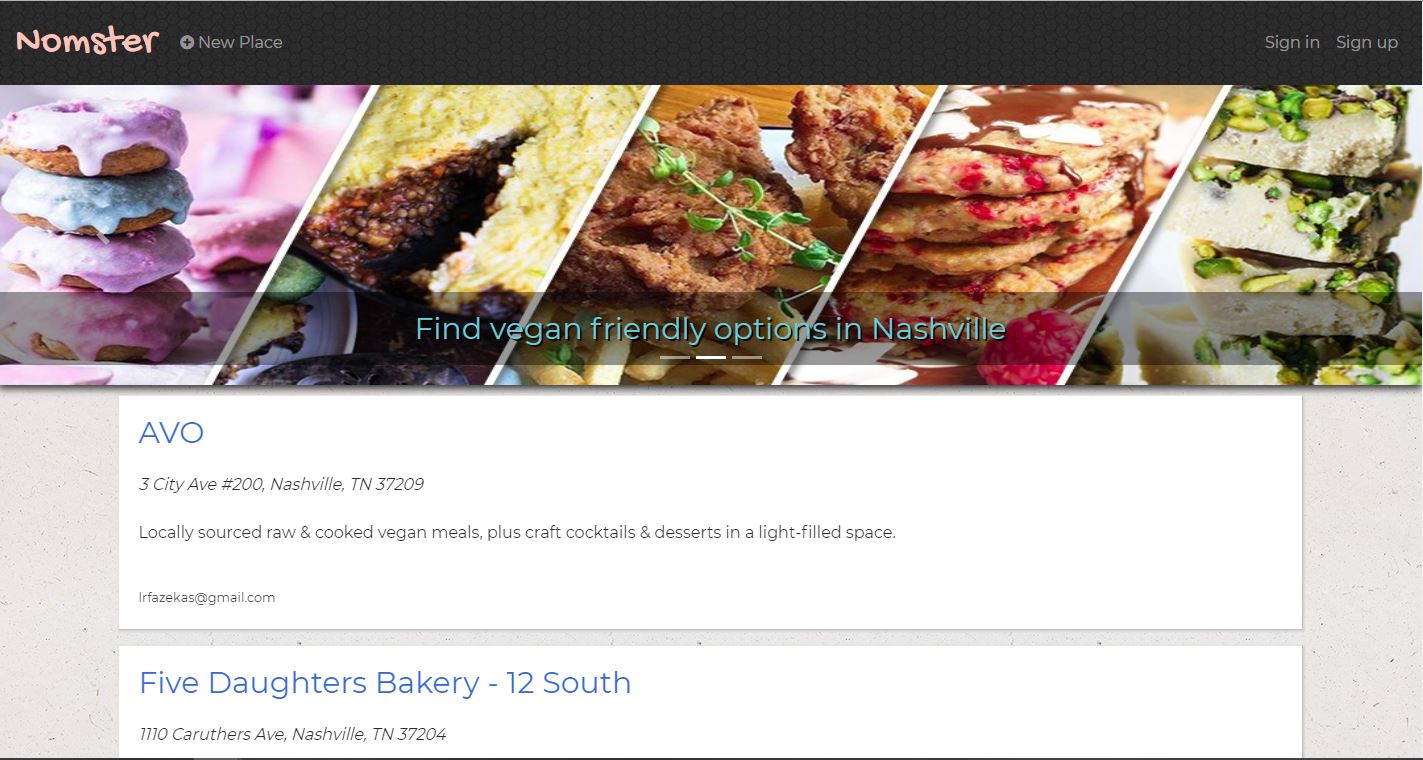 Nomster
New Place
Sign in
Sign up
Find vegan friendly options in Nashville
AVO
3 City Ave #200, Nashville, TN 37209
Locally sourced raw & cooked vegan meals, plus craft cocktails & desserts in a light-filled space.
lrfazekas@gmail.com
Five Daughters Bakery - 12 South
1110 Caruthers Ave, Nashville, TN 37204